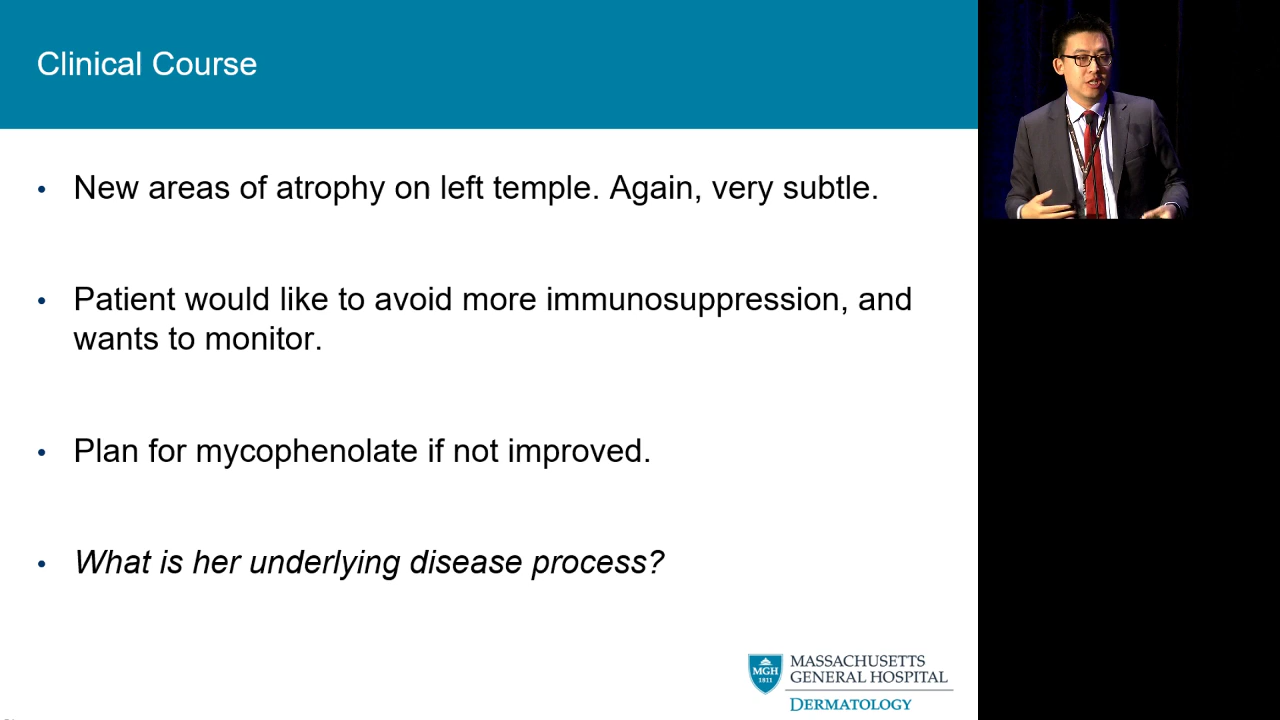 Clinical Course
• New areas of atrophy on left temple. Again, very subtle.
• Patient would like to avoid more immunosuppression, and
wants to monitor.
• Plan for mycophenolate if not improved.
• What is her underlying disease process?
MGH
1811
MASSACHUSETTS
GENERAL HOSPITAL
DERMATOLOGY